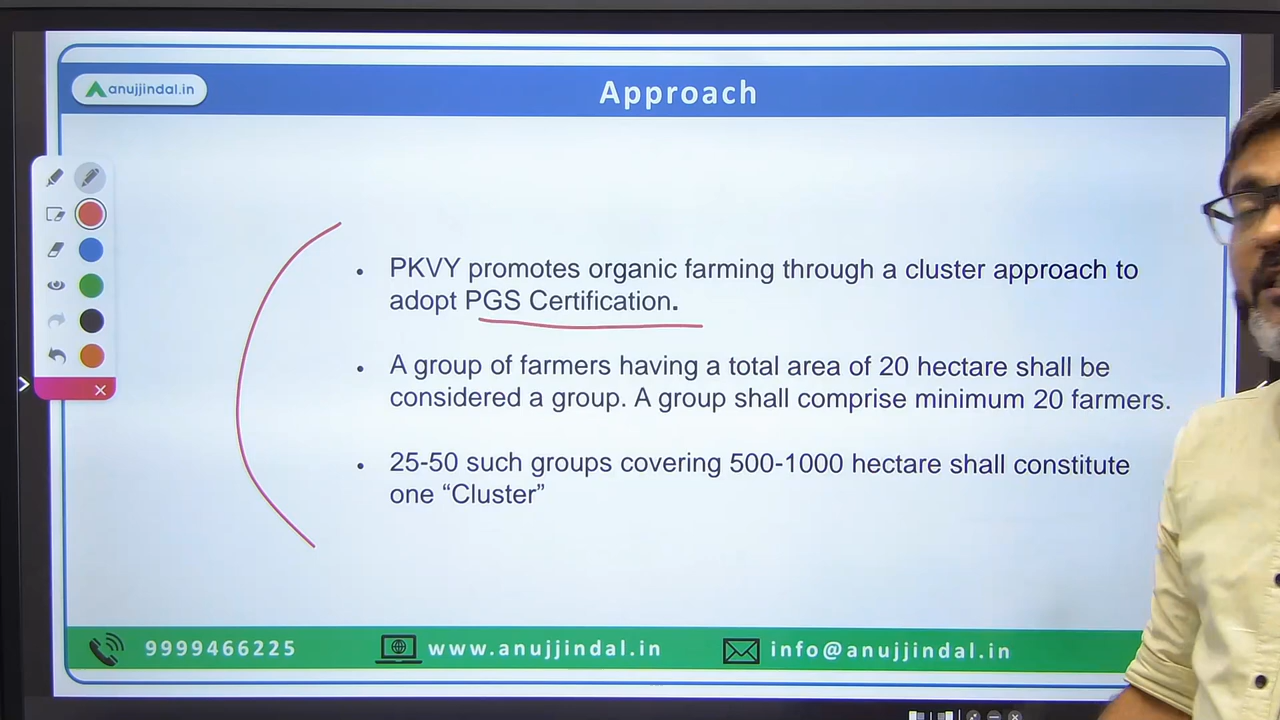 anujjindal.in
Approach
PKVY promotes organic farming through a cluster approach to
adopt PGS Certification.
A group of farmers having a total area of 20 hectare shall be
considered a group. A group shall comprise minimum 20 farmers.
25-50 such groups covering 500-1000 hectare shall constitute
one “Cluster”
9999466225
www.anujjindal.in
info@anujjindal.in